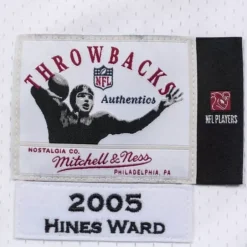 THROWBACKS
NFL
Authentics
NOSTALGIA CO.
Mitchell & Ness
PHILADELPHIA, PA
NFL PLAYERS
2005
HINES WARD